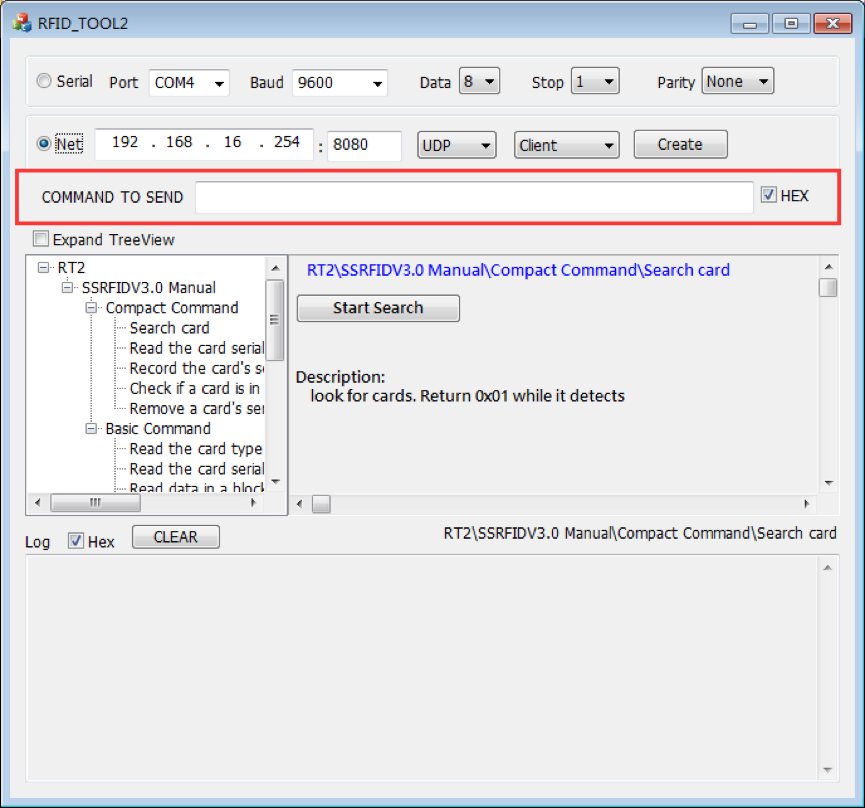 RFID_TOOL2
Serial Port COM4 Baud 9600 Data 8 Stop 1 Parity None
Net 192 . 168 . 16 . 254 : 8080 UDP Client Create
COMMAND TO SEND HEX
Expand TreeView
RT2
SSRFIDV3.0 Manual
Compact Command
Search card
Read the card serial
Record the card's s
Check if a card is in
Remove a card's ser
Basic Command
Read the card type
Read the card serial
Read data in a block
RT2\SSRFIDV3.0 Manual\Compact Command\Search card
Start Search
Description:
look for cards. Return 0x01 while it detects
Log Hex CLEAR RT2\SSRFIDV3.0 Manual\Compact Command\Search card